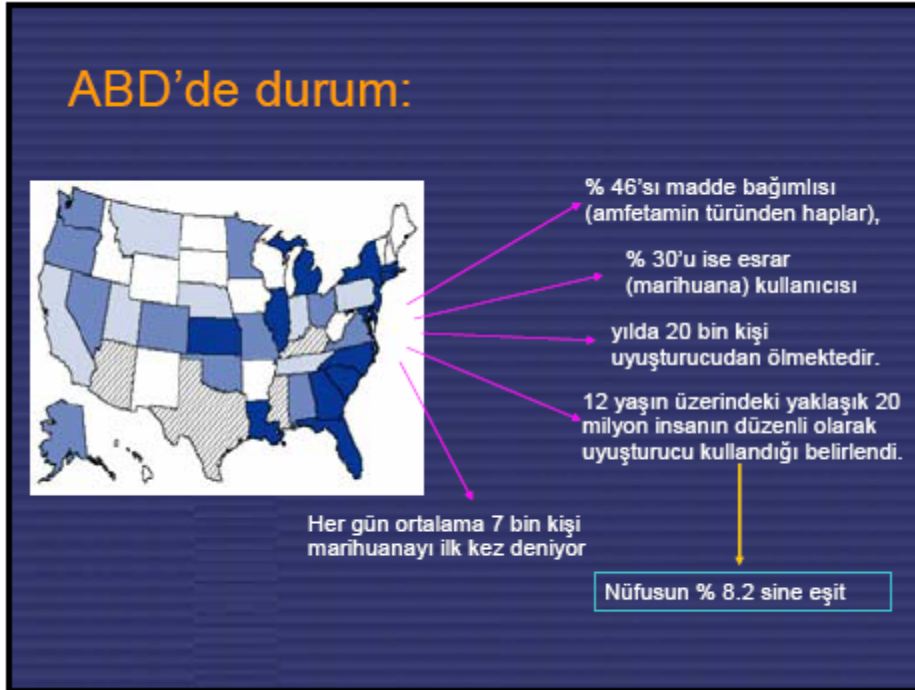 ABD’de durum:
% 46’sı madde bağımlısı
(amfetamin türünden haplar),
% 30’u ise esrar
(marihuana) kullanıcısı
yılda 20 bin kişi
uyuşturucudan ölmektedir.
12 yaşın üzerindeki yaklaşık 20
milyon insanın düzenli olarak
uyuşturucu kullandığı belirlendi.
Her gün ortalama 7 bin kişi
marihuanayı ilk kez deniyor
Nüfusun % 8.2 sine eşit